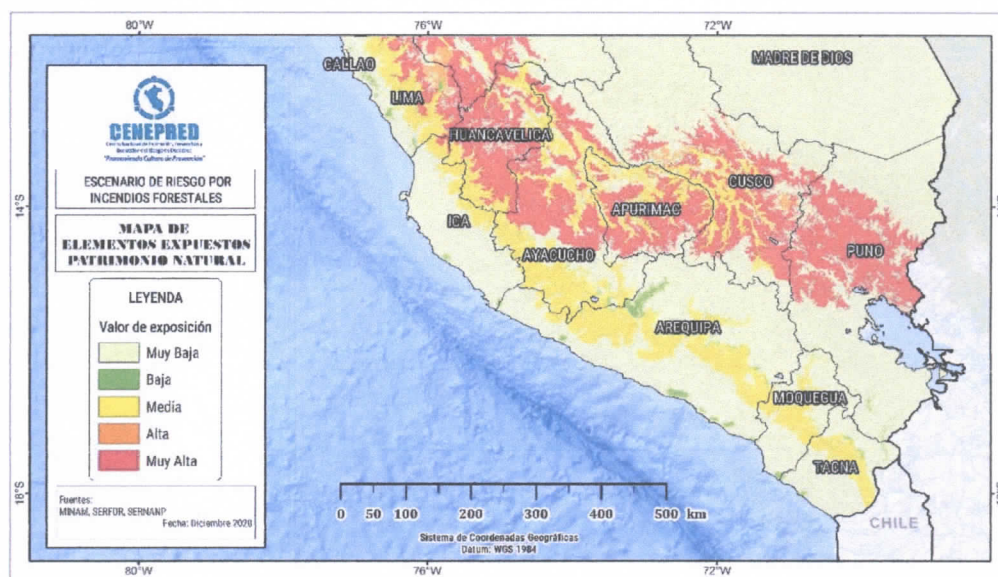 80°W
76°W
72°W
CENEPRED
"Promoviendo Cultura de Prevención"
ESCENARIO DE RIESGO POR
INCENDIOS FORESTALES
MAPA DE
ELEMENTOS EXPUESTOS
PATRIMONIO NATURAL
LEYENDA
Valor de exposición
Muy Baja
Baja
Media
Alta
Muy Alta
Fuentes:
MINAM, SERFOR, SERNANP
Fecha: Diciembre 2020
14°S
18°S
CALLAO
LIMA
MADRE DE DIOS
HUANCAVELICA
CUSCO
APURIMAC
ICA
AYACUCHO
PUNO
AREQUIPA
MOQUEGUA
TACNA
CHILE
0 50 100 200 300 400 500 km
Sistema de Coordenadas Geográficas
Datum: WGS 1984
80°W
76°W
72°W